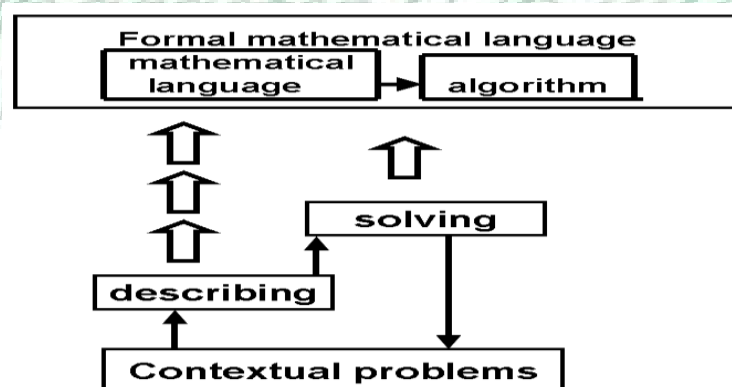 Formal mathematical language
mathematical
language
algorithm
solving
describing
Contextual problems